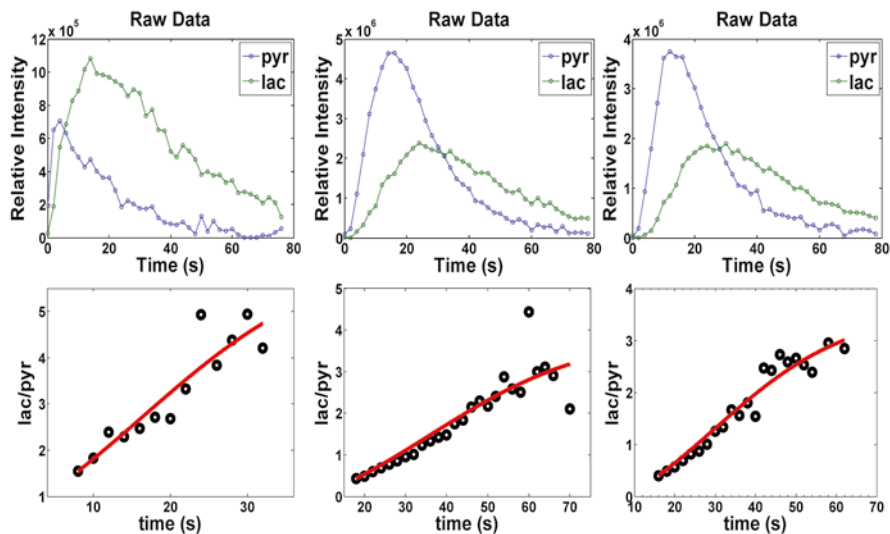 Raw Data
x 10^5
12
10
8
6
4
2
0
0 20 40 60 80
Relative Intensity
Time (s)
pyr
lac
Raw Data
x 10^6
5
4
3
2
1
0
0 20 40 60 80
Relative Intensity
Time (s)
pyr
lac
Raw Data
x 10^6
4
3
2
1
0
0 20 40 60 80
Relative Intensity
Time (s)
pyr
lac
5
4
3
2
1
10 20 30
lac/pyr
time (s)
5
4
3
2
1
0
20 30 40 50 60 70
lac/pyr
time (s)
4
3
2
1
0
10 20 30 40 50 60 70
lac/pyr
time (s)